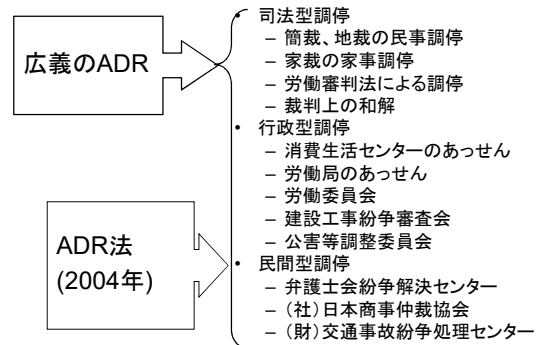 広義のADR
ADR法
(2004年)
• 司法型調停
– 簡裁、地裁の民事調停
– 家裁の家事調停
– 労働審判法による調停
– 裁判上の和解
• 行政型調停
– 消費生活センターのあっせん
– 労働局のあっせん
– 労働委員会
– 建設工事紛争審査会
– 公害等調整委員会
• 民間型調停
– 弁護士会紛争解決センター
– （社）日本商事仲裁協会
– （財）交通事故紛争処理センター